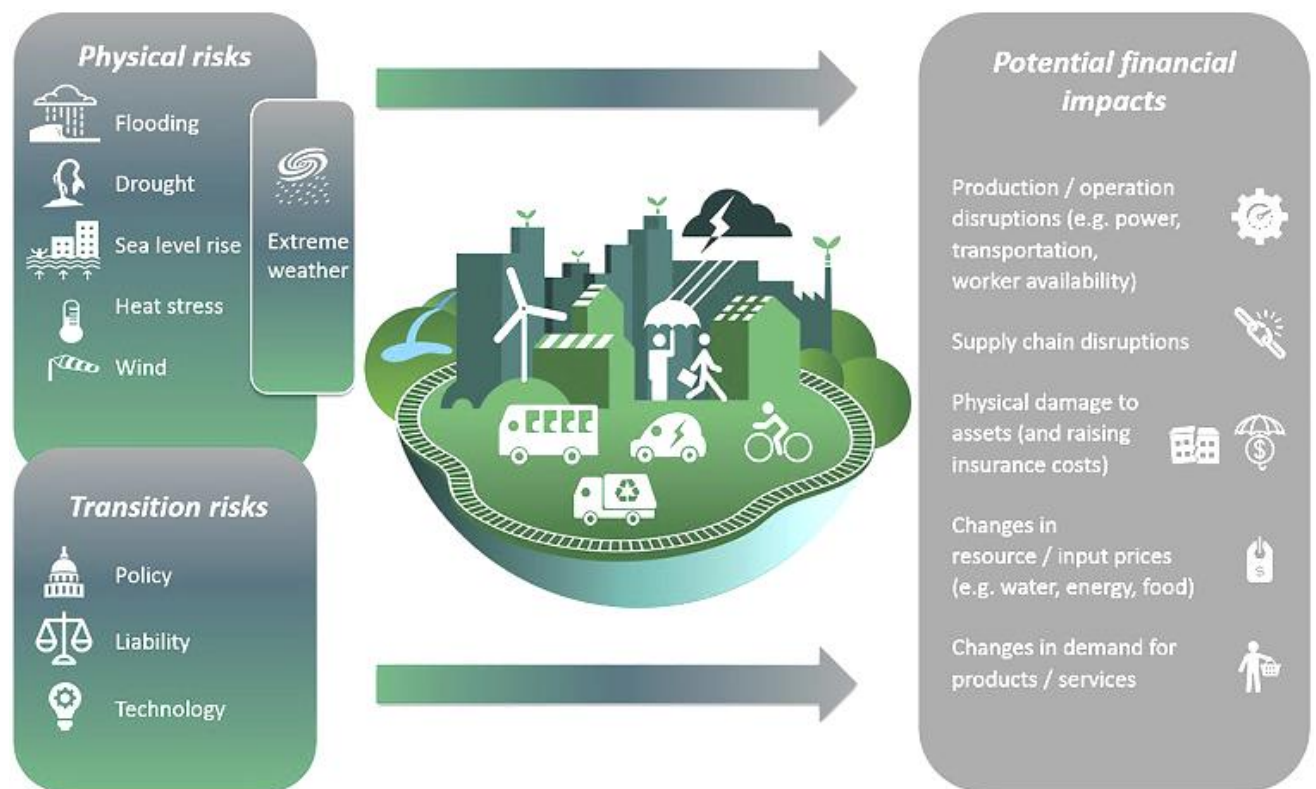 Physical risks
Flooding
Drought
Sea level rise
Heat stress
Wind
Extreme
weather
Transition risks
Policy
Liability
Technology
Potential financial
impacts
Production / operation
disruptions (e.g. power,
transportation,
worker availability)
Supply chain disruptions
Physical damage to
assets (and raising
insurance costs)
$
Changes in
resource / input prices
(e.g. water, energy, food)
$
Changes in demand for
products / services